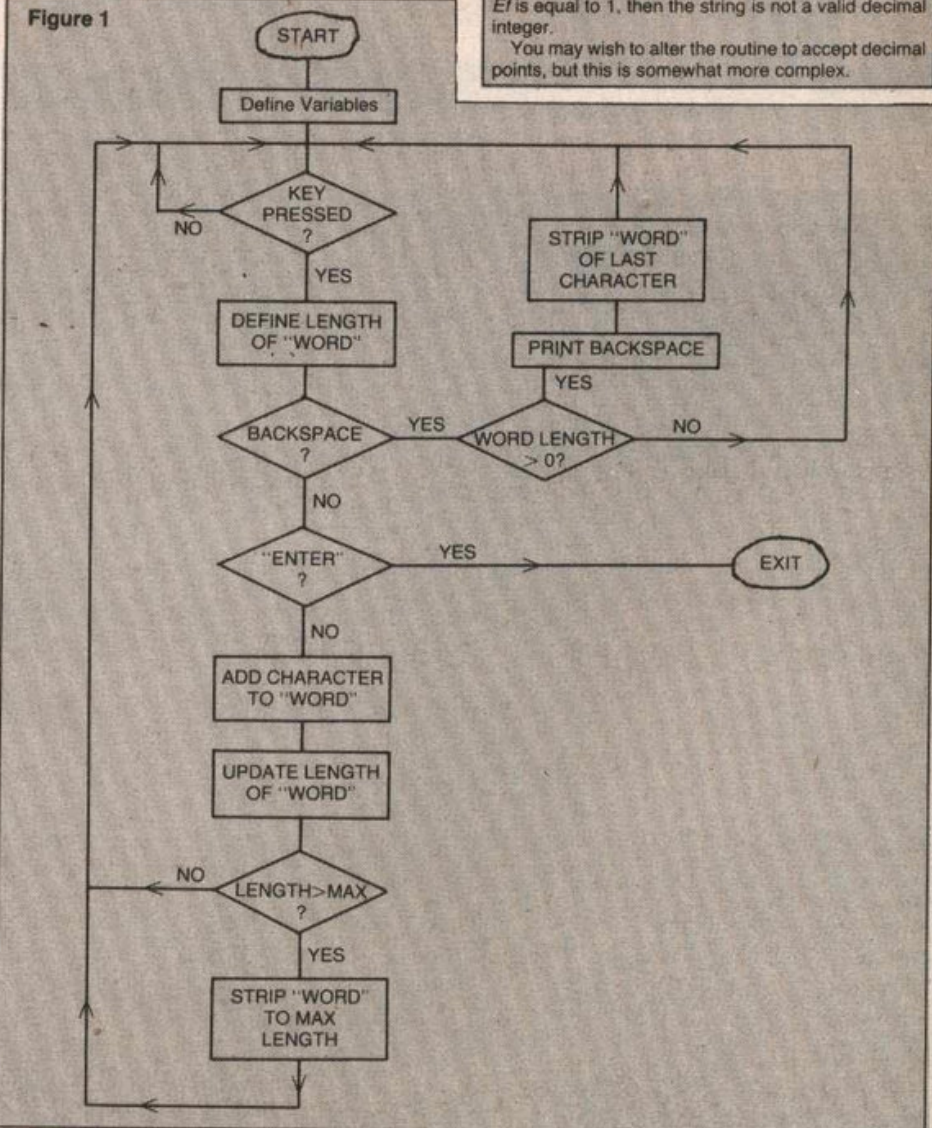 Figure 1
Ef is equal to 1, then the string is not a valid decimal
integer.
You may wish to alter the routine to accept decimal
points, but this is somewhat more complex.
START
Define Variables
KEY
PRESSED
?
NO
YES
DEFINE LENGTH
OF "WORD"
BACKSPACE
?
YES
WORD LENGTH
> 0?
NO
YES
PRINT BACKSPACE
STRIP "WORD"
OF LAST
CHARACTER
NO
"ENTER"
?
YES
EXIT
NO
ADD CHARACTER
TO "WORD"
UPDATE LENGTH
OF "WORD"
LENGTH>MAX
?
NO
YES
STRIP "WORD"
TO MAX
LENGTH